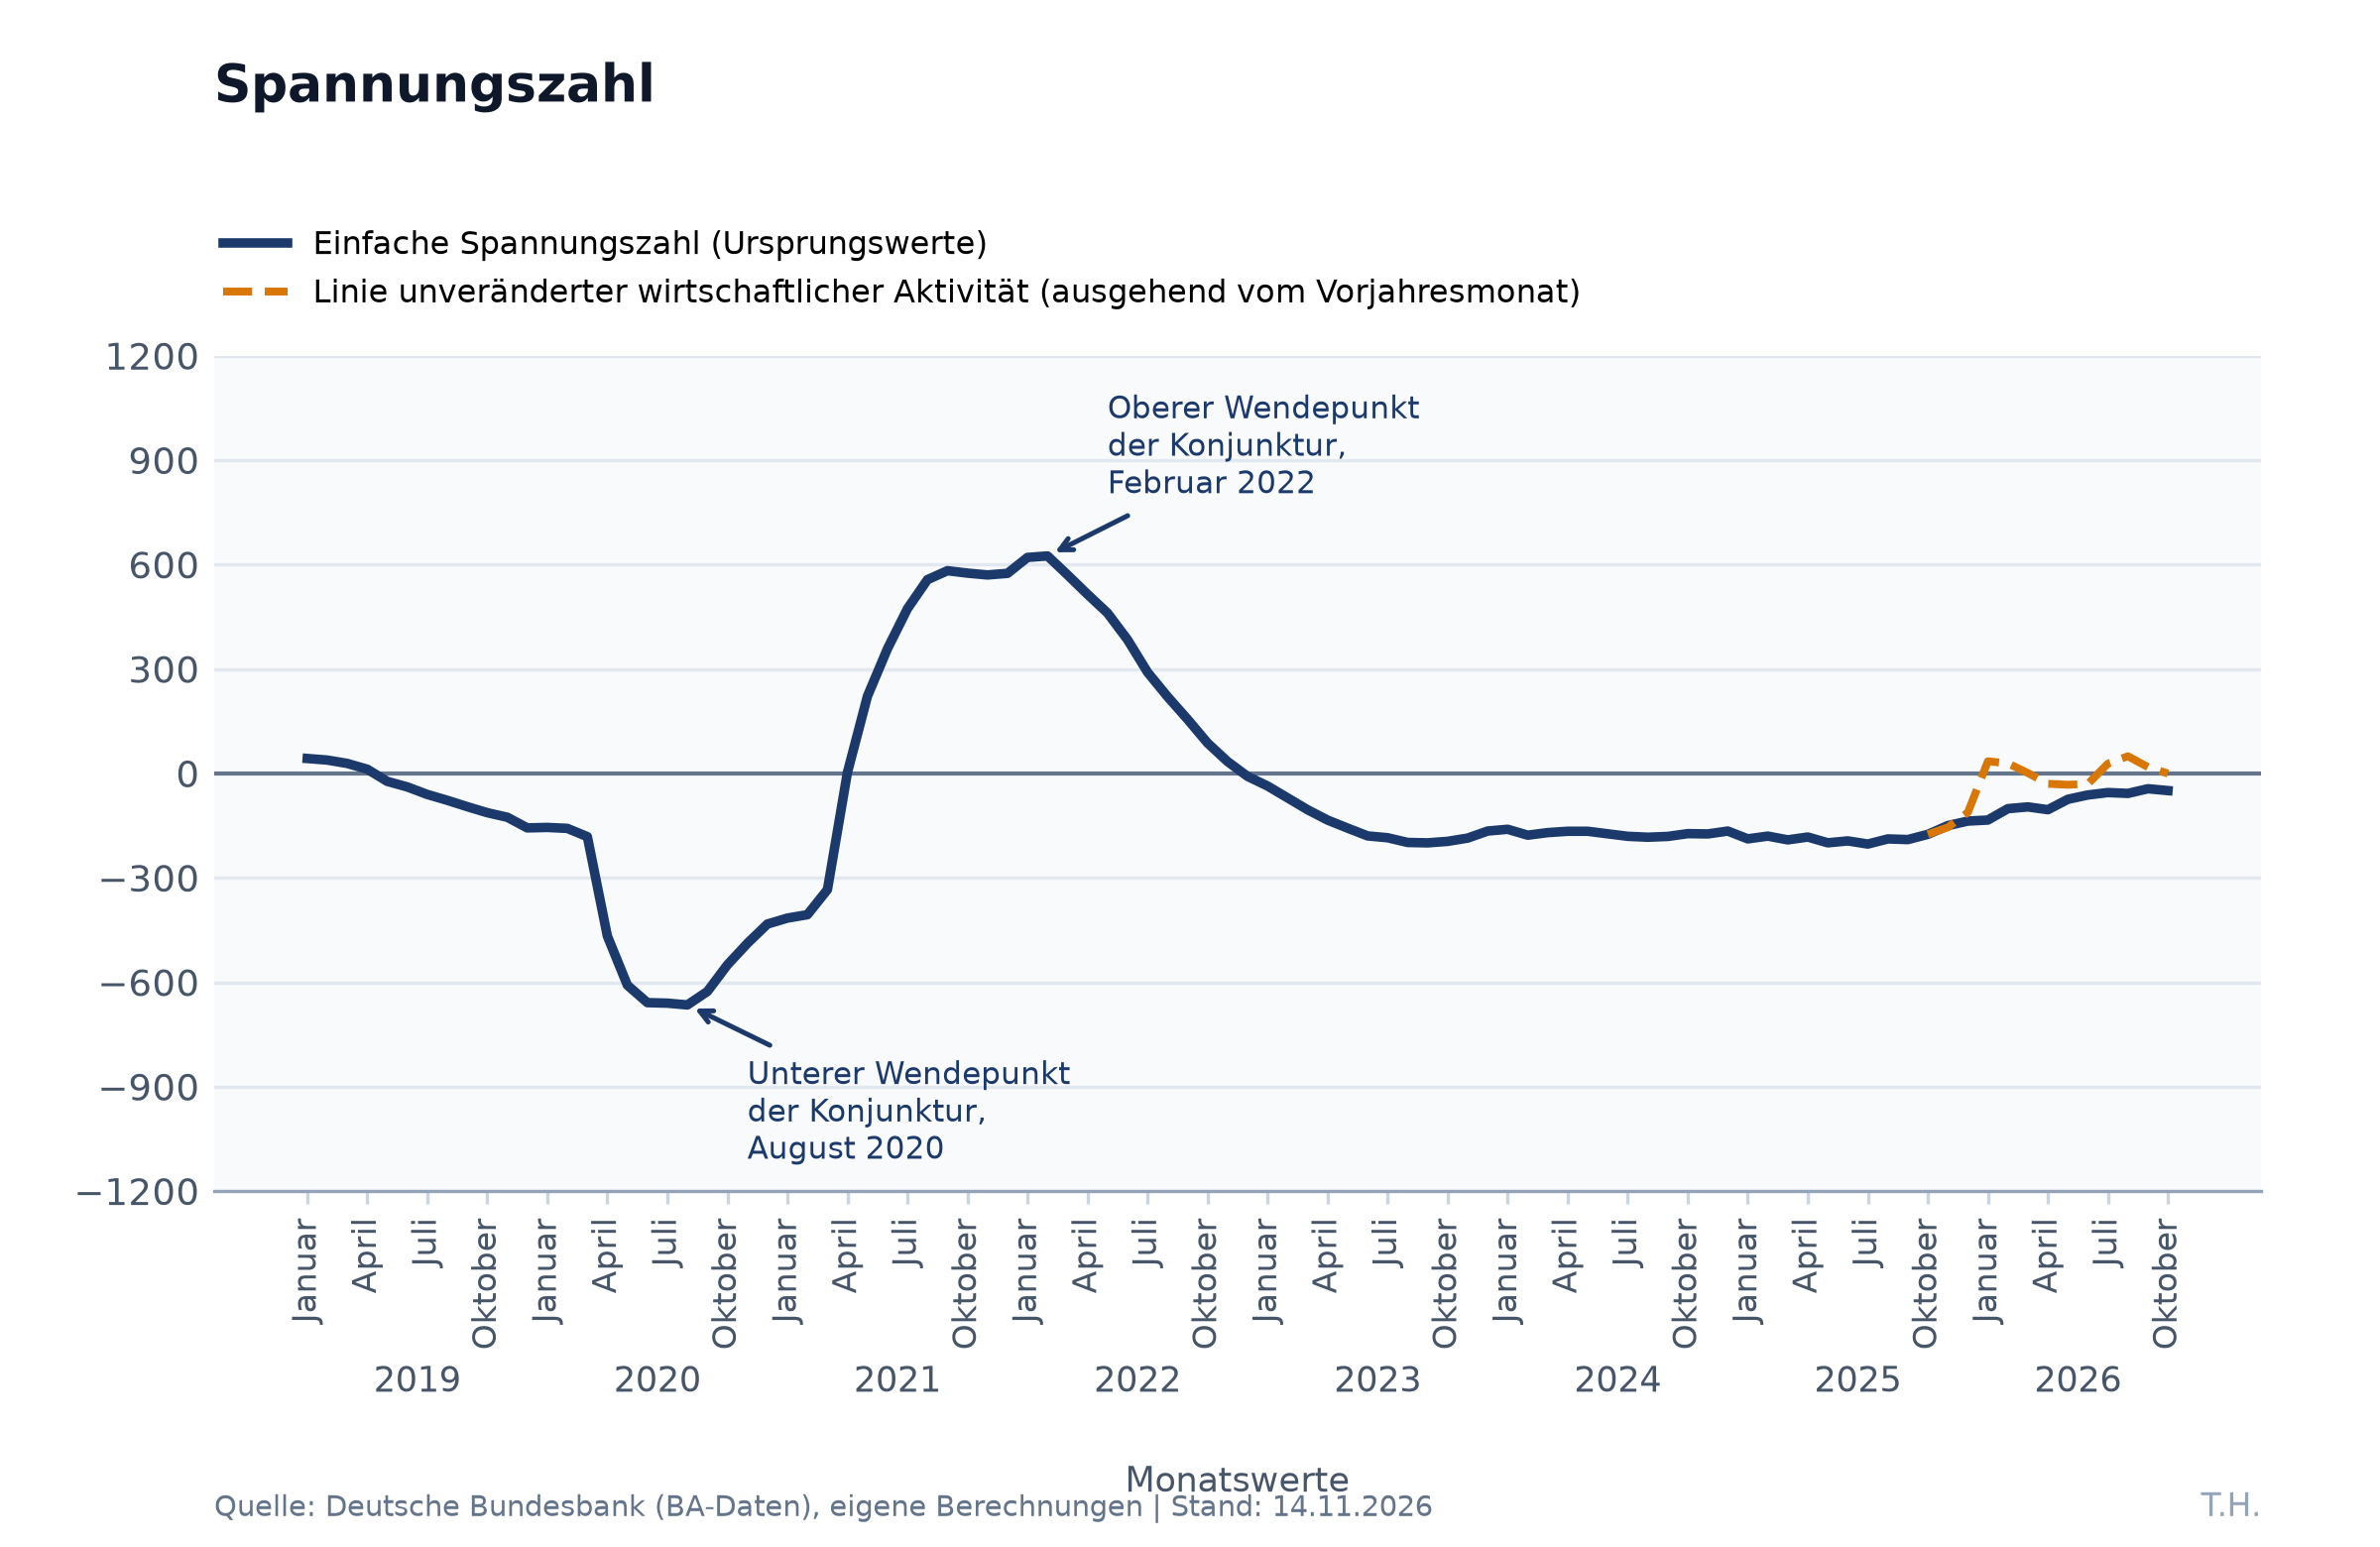 Spannungszahl
Einfache Spannungszahl (Ursprungswerte)
Linie unveränderter wirtschaftlicher Aktivität (ausgehend vom Vorjahresmonat)
1200
900
600
300
0
−300
−600
−900
−1200
Oberer Wendepunkt
der Konjunktur,
Februar 2022
Unterer Wendepunkt
der Konjunktur,
August 2020
Januar April Juli Oktober Januar April Juli Oktober Januar April Juli Oktober Januar April Juli Oktober Januar April Juli Oktober Januar April Juli Oktober Januar April Juli Oktober Januar April Juli Oktober
2019 2020 2021 2022 2023 2024 2025 2026
Monatswerte
Quelle: Deutsche Bundesbank (BA-Daten), eigene Berechnungen | Stand: 14.11.2026
T.H.